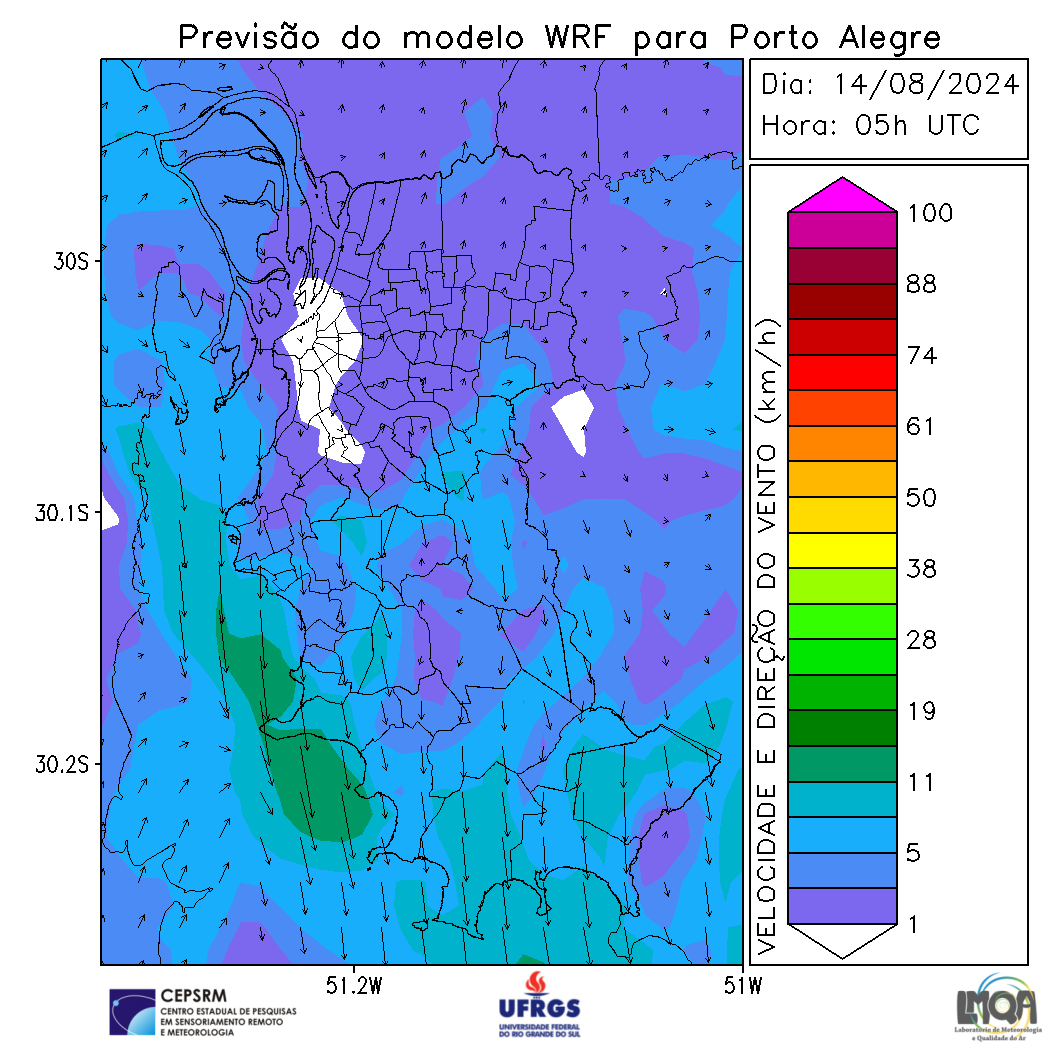 Previsão do modelo WRF para Porto Alegre
Dia: 14/08/2024
Hora: 05h UTC
30S
30.1S
30.2S
51.2W
51W
VELOCIDADE E DIREÇÃO DO VENTO (km/h)
100
88
74
61
50
38
28
19
11
5
1
CEPSRM
CENTRO ESTADUAL DE PESQUISAS
EM SENSORIAMENTO REMOTO
E METEOROLOGIA
UFRGS
UNIVERSIDADE FEDERAL
DO RIO GRANDE DO SUL
LMQA
Laboratório de Meteorologia
e Qualidade do Ar